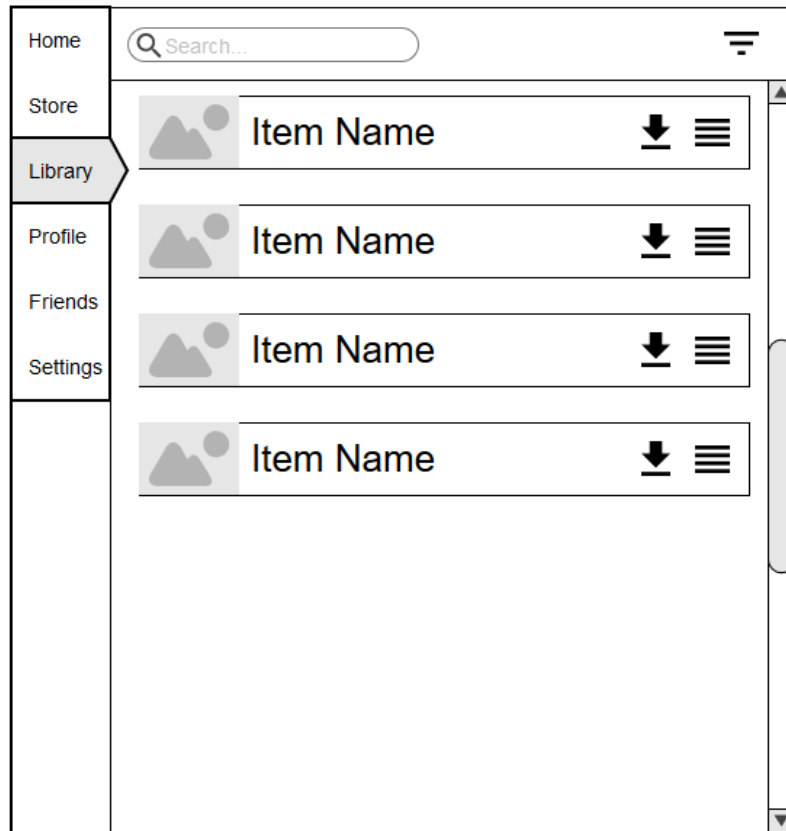 Home
Search...
Store
Item Name
Library
Item Name
Profile
Friends
Item Name
Settings
Item Name